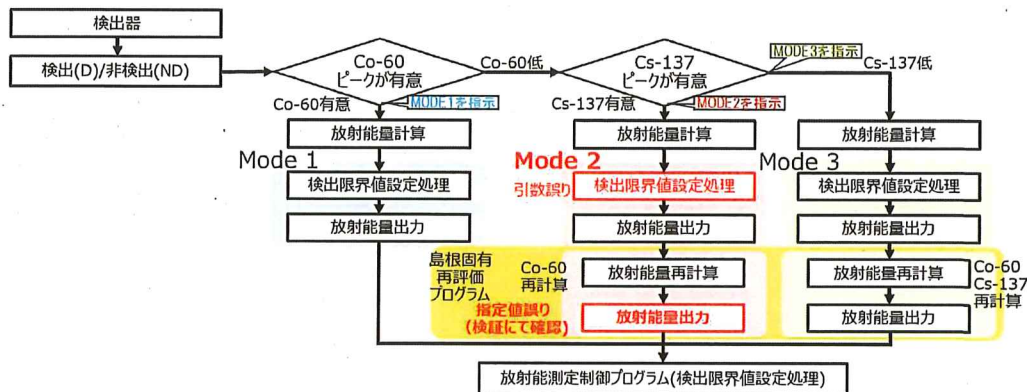 検出器
検出(D)/非検出(ND)
Co-60
ピークが有意
Co-60低
Cs-137
ピークが有意
MODE3を指示
Cs-137低
Co-60有意
MODE1を指示
Cs-137有意
MODE2を指示
放射能量計算
放射能量計算
放射能量計算
Mode 1
Mode 2
Mode 3
検出限界値設定処理
引数誤り
検出限界値設定処理
検出限界値設定処理
放射能量出力
放射能量出力
放射能量出力
島根固有
再評価
プログラム
Co-60
再計算
放射能量再計算
放射能量再計算
Co-60
Cs-137
再計算
指定値誤り
(検証にて確認)
放射能量出力
放射能量出力
放射能測定制御プログラム(検出限界値設定処理)